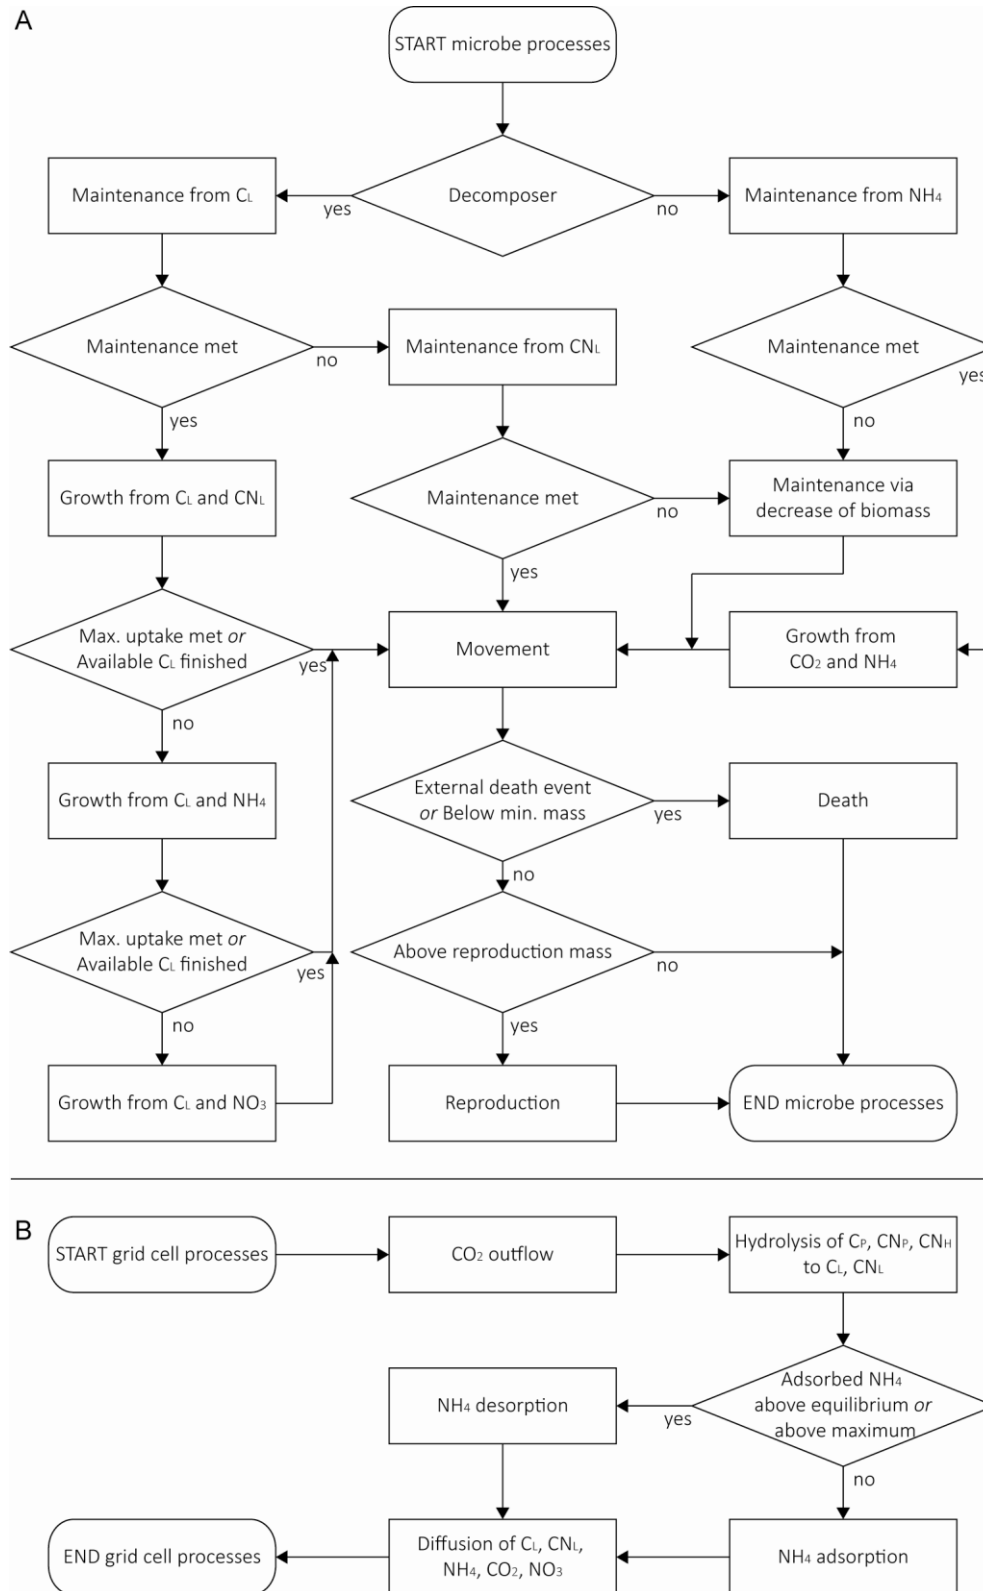 A
START microbe processes
Maintenance from CL
yes
Decomposer
no
Maintenance from NH4
Maintenance met
no
Maintenance from CNL
Maintenance met
yes
yes
no
Growth from CL and CNL
Maintenance met
no
Maintenance via
decrease of biomass
yes
Max. uptake met or
Available CL finished
yes
Movement
Growth from
CO2 and NH4
no
Growth from CL and NH4
External death event
or Below min. mass
yes
Death
no
Max. uptake met or
Available CL finished
yes
Above reproduction mass
no
no
yes
Growth from CL and NO3
Reproduction
END microbe processes
B
START grid cell processes
CO2 outflow
Hydrolysis of CP, CNP, CNH
to CL, CNL
NH4 desorption
yes
Adsorbed NH4
above equilibrium or
above maximum
no
END grid cell processes
Diffusion of CL, CNL,
NH4, CO2, NO3
NH4 adsorption